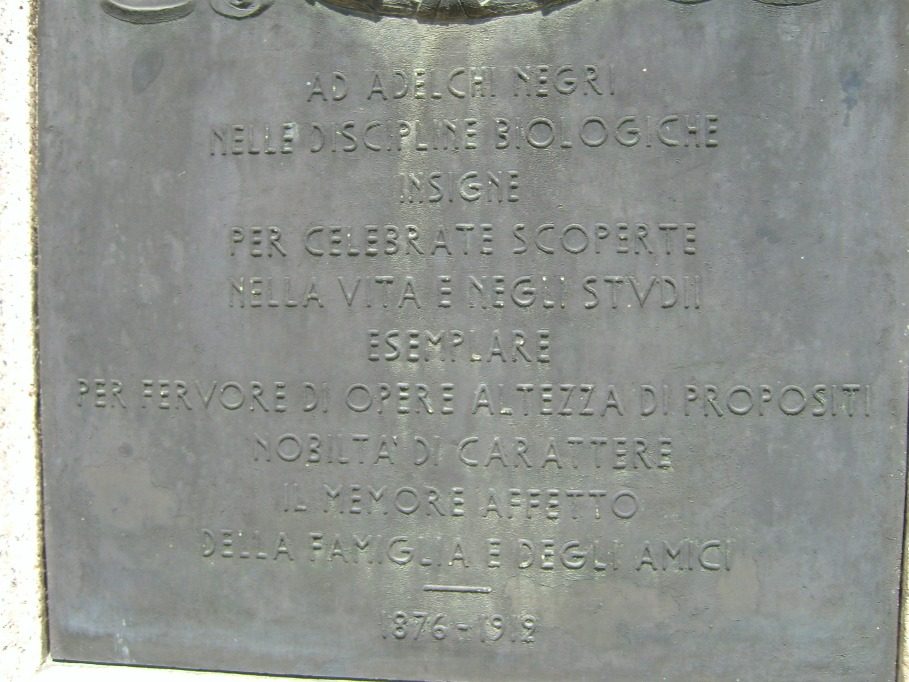 AD ADELCHI NEGRI
NELLE DISCIPLINE BIOLOGICHE
INSIGNE
PER CELEBRATE SCOPERTE
NELLA VITA E NEGLI STVDII
ESEMPLARE
PER FERVORE DI OPERE ALTEZZA DI PROPOSITI
NOBILTA' DI CARATTERE
IL MEMORE AFFETTO
DELLA FAMIGLIA E DEGLI AMICI
1876-1912